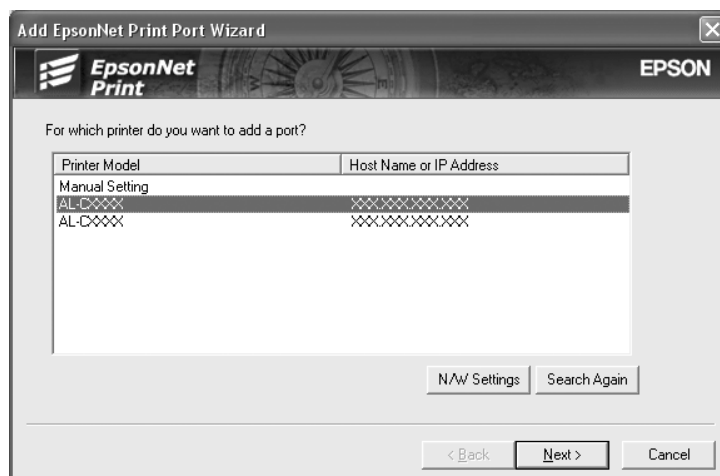 Add EpsonNet Print Port Wizard
EpsonNet
Print
EPSON
For which printer do you want to add a port?
Printer Model Host Name or IP Address
Manual Setting
AL-CXXXX XXX.XXX.XXX.XXX
AL-CXXXX XXX.XXX.XXX.XXX
N/W Settings Search Again
< Back Next > Cancel